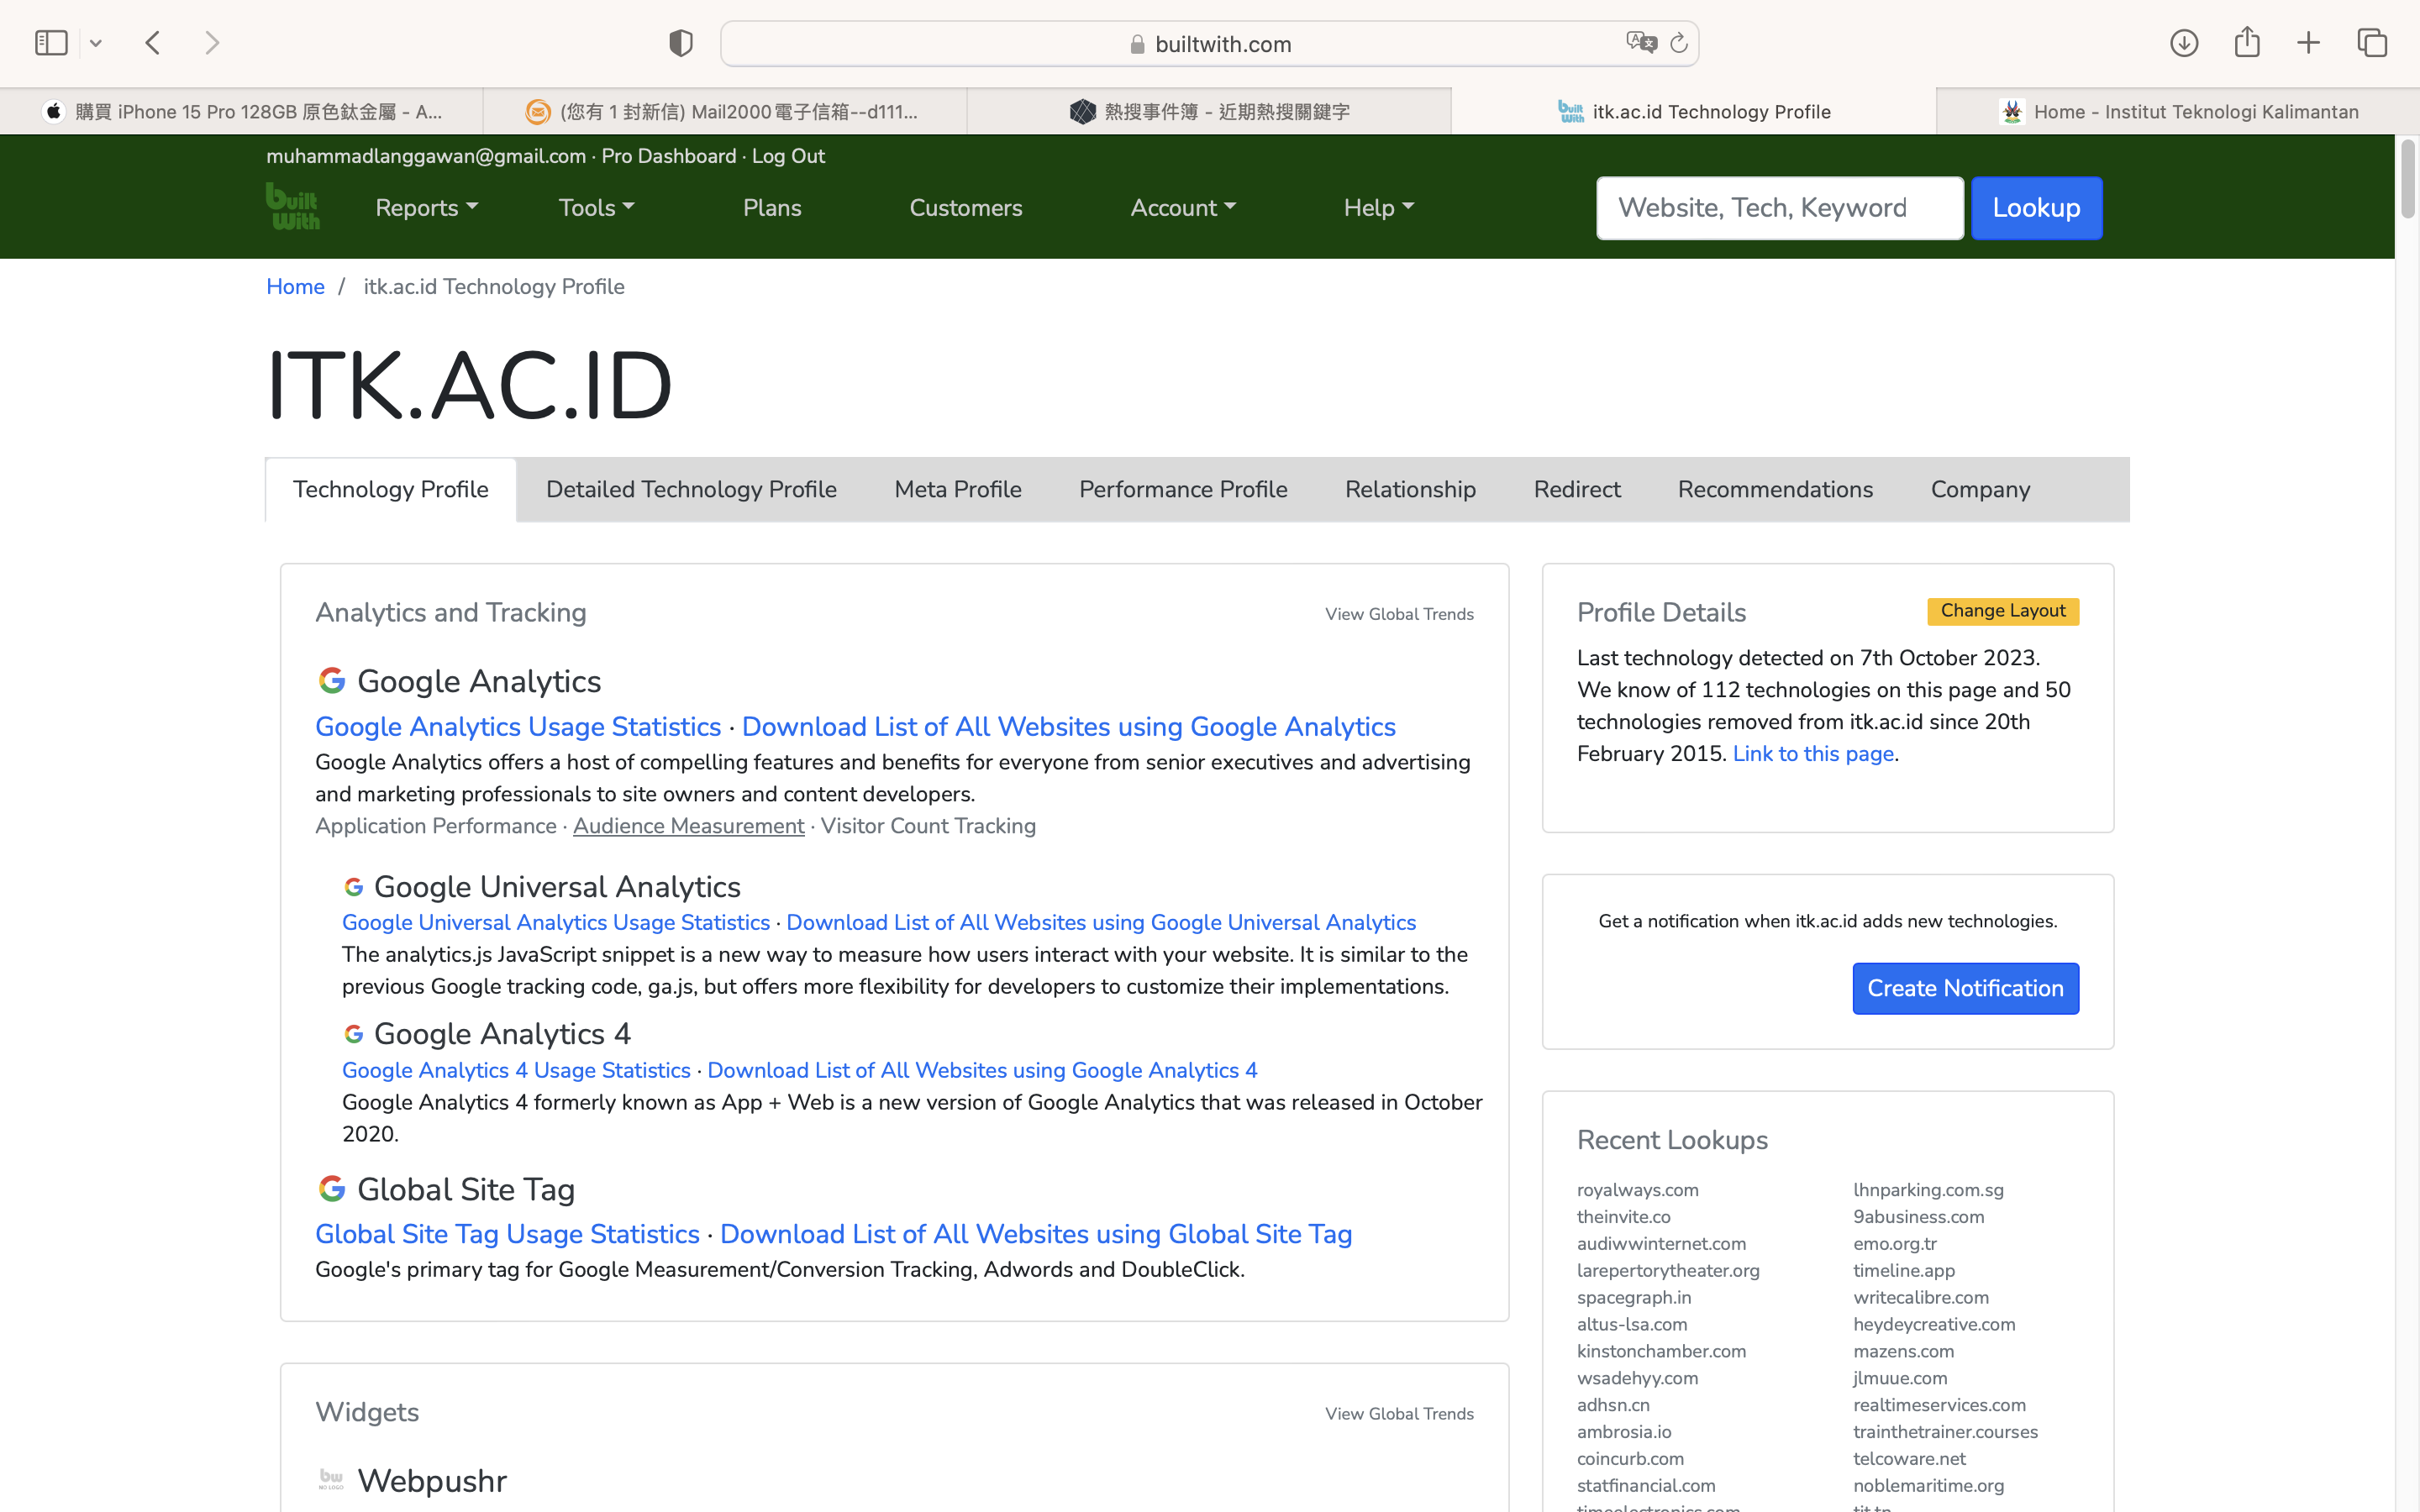 builtwith.com
購買 iPhone 15 Pro 128GB 原色鈦金屬 - A...
(您有 1 封新信) Mail2000電子信箱--d111...
熱搜事件簿 - 近期熱搜關鍵字
built with
itk.ac.id Technology Profile
Home - Institut Teknologi Kalimantan
muhammadlanggawan@gmail.com · Pro Dashboard · Log Out
built with
Reports
Tools
Plans
Customers
Account
Help
Website, Tech, Keyword
Lookup
Home / itk.ac.id Technology Profile
ITK.AC.ID
Technology Profile
Detailed Technology Profile
Meta Profile
Performance Profile
Relationship
Redirect
Recommendations
Company
Analytics and Tracking
View Global Trends
Google Analytics
Google Analytics Usage Statistics · Download List of All Websites using Google Analytics
Google Analytics offers a host of compelling features and benefits for everyone from senior executives and advertising
and marketing professionals to site owners and content developers.
Application Performance · Audience Measurement · Visitor Count Tracking
Google Universal Analytics
Google Universal Analytics Usage Statistics · Download List of All Websites using Google Universal Analytics
The analytics.js JavaScript snippet is a new way to measure how users interact with your website. It is similar to the
previous Google tracking code, ga.js, but offers more flexibility for developers to customize their implementations.
Google Analytics 4
Google Analytics 4 Usage Statistics · Download List of All Websites using Google Analytics 4
Google Analytics 4 formerly known as App + Web is a new version of Google Analytics that was released in October
2020.
Global Site Tag
Global Site Tag Usage Statistics · Download List of All Websites using Global Site Tag
Google's primary tag for Google Measurement/Conversion Tracking, Adwords and DoubleClick.
Widgets
View Global Trends
bw
NO LOGO
Webpushr
Profile Details
Change Layout
Last technology detected on 7th October 2023.
We know of 112 technologies on this page and 50
technologies removed from itk.ac.id since 20th
February 2015. Link to this page.
Get a notification when itk.ac.id adds new technologies.
Create Notification
Recent Lookups
royalways.com
theinvite.co
audiwwinternet.com
larepertorytheater.org
spacegraph.in
altus-lsa.com
kinstonchamber.com
wsadehyy.com
adhsn.cn
ambrosia.io
coincurb.com
statfinancial.com
lhnparking.com.sg
9abusiness.com
emo.org.tr
timeline.app
writecalibre.com
heydeycreative.com
mazens.com
jlmuue.com
realtimeservices.com
trainthetrainer.courses
telcoware.net
noblemaritime.org